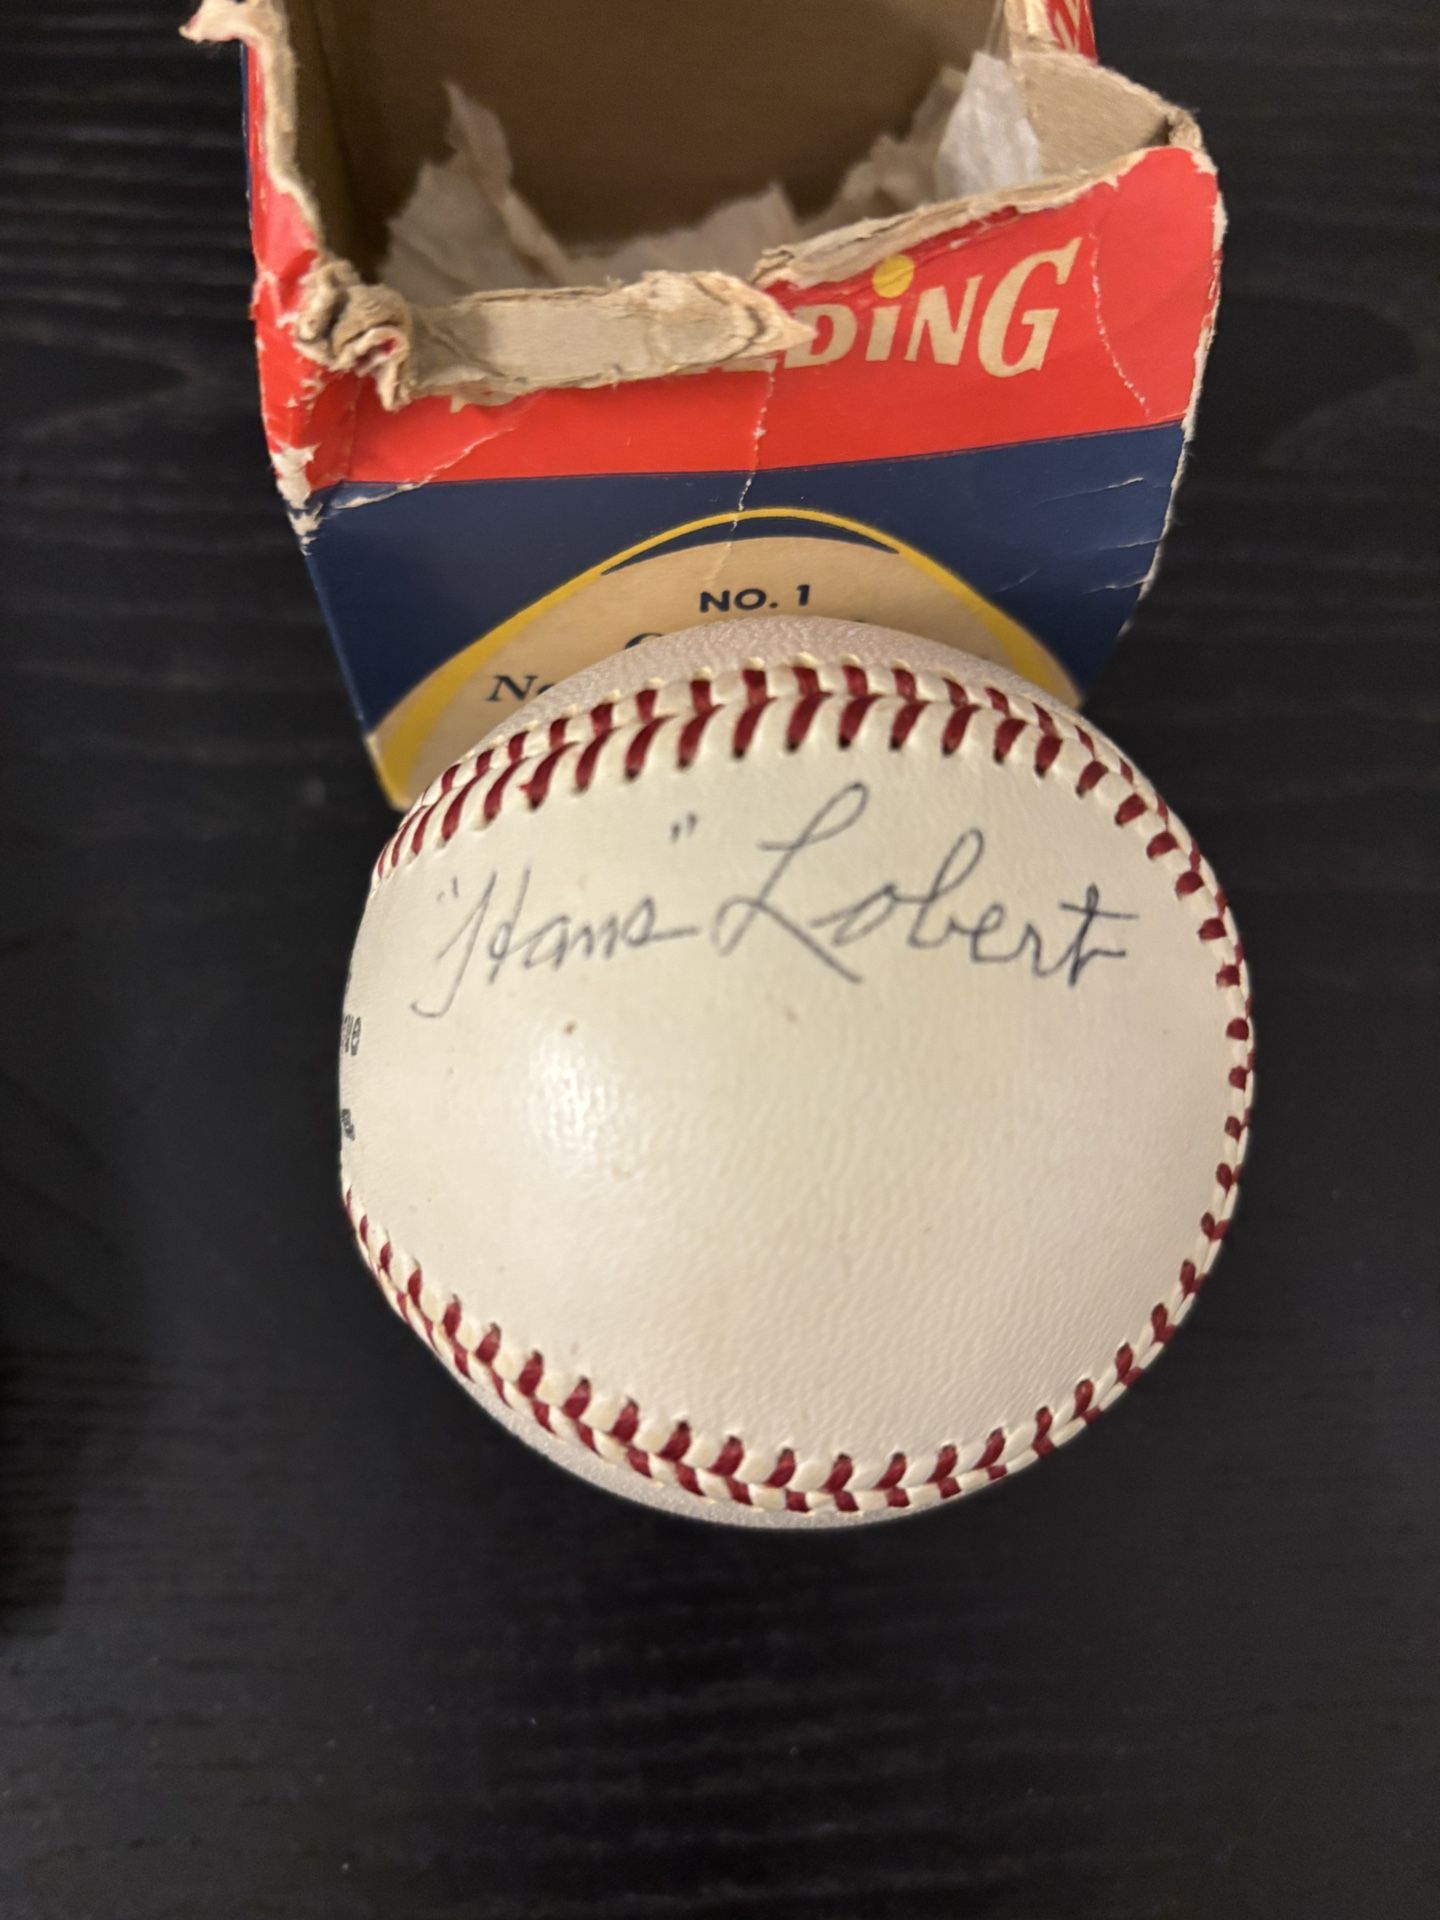 DiNG
NO. 1
"Hans" Lobert